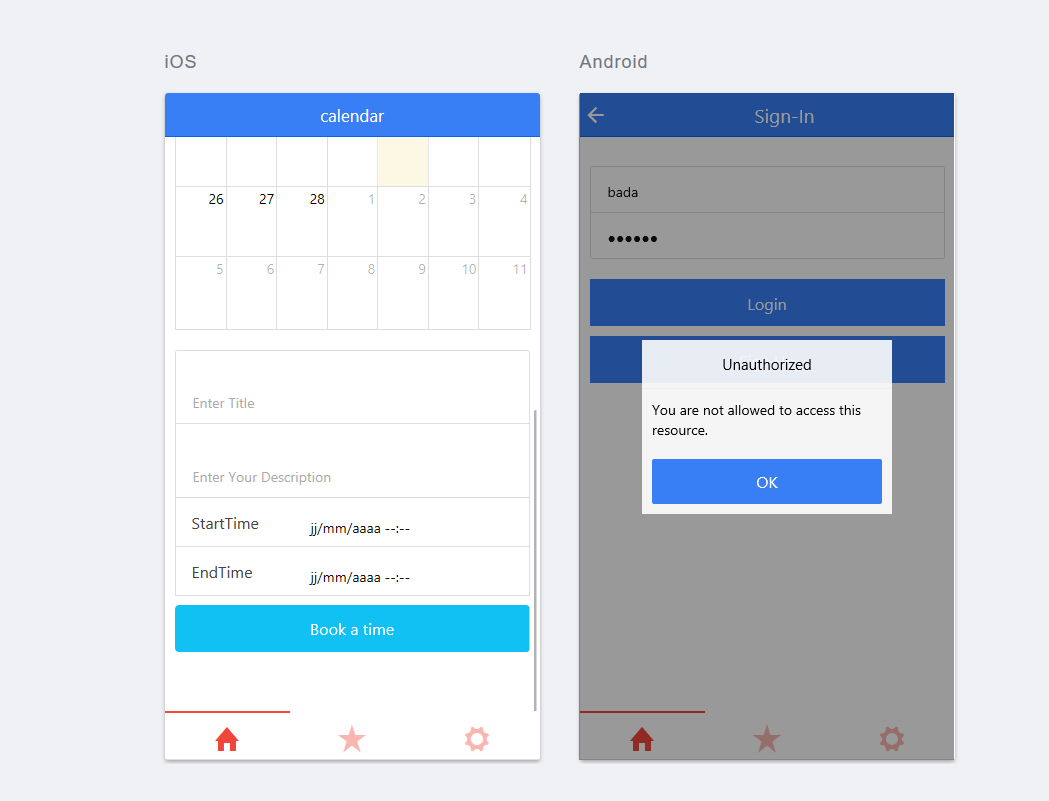 iOS
calendar
26 27 28 1 2 3 4
5 6 7 8 9 10 11
Enter Title
Enter Your Description
StartTime jj/mm/aaaa --:--
EndTime jj/mm/aaaa --:--
Book a time
Android
Sign-In
bada
••••••
Login
Unauthorized
You are not allowed to access this
resource.
OK